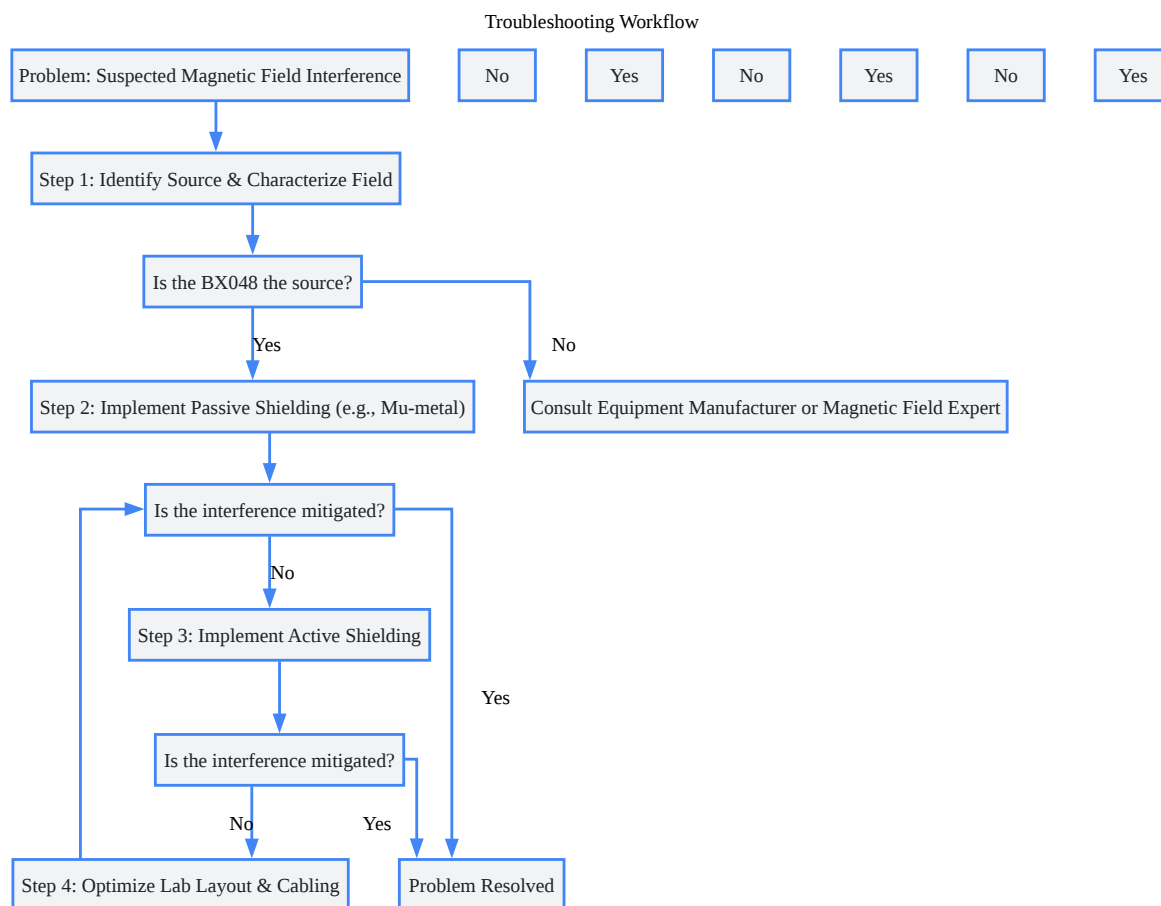 Troubleshooting Workflow
Problem: Suspected Magnetic Field Interference
No
Yes
No
Yes
No
Yes
Step 1: Identify Source & Characterize Field
Is the BX048 the source?
Yes
No
Step 2: Implement Passive Shielding (e.g., Mu-metal)
Consult Equipment Manufacturer or Magnetic Field Expert
Is the interference mitigated?
No
Step 3: Implement Active Shielding
Yes
Is the interference mitigated?
No
Yes
Step 4: Optimize Lab Layout & Cabling
Problem Resolved